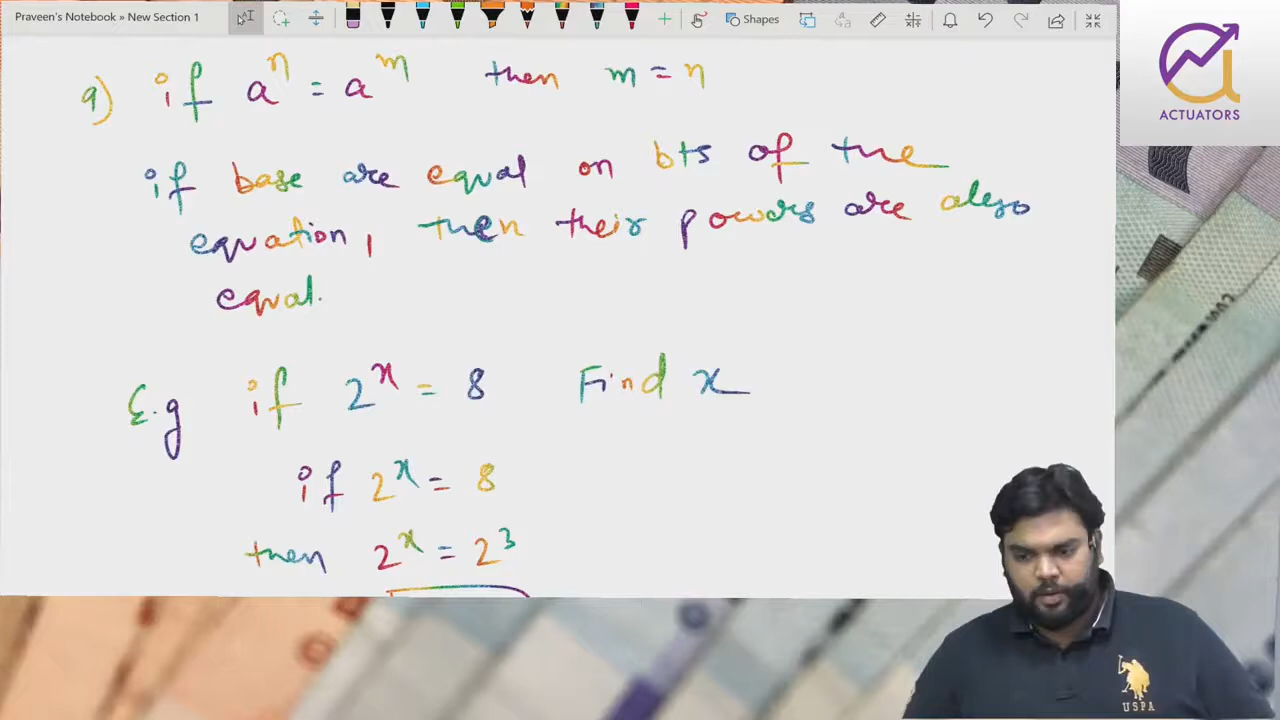 Praveen's Notebook » New Section 1
Shapes
ACTUATORS
9) if aⁿ = aᵐ then m = n
if base are equal on bts of the
equation, then their powers are also
equal.
E.g if 2ˣ = 8 Find x
if 2ˣ = 8
then 2ˣ = 2³
USPA